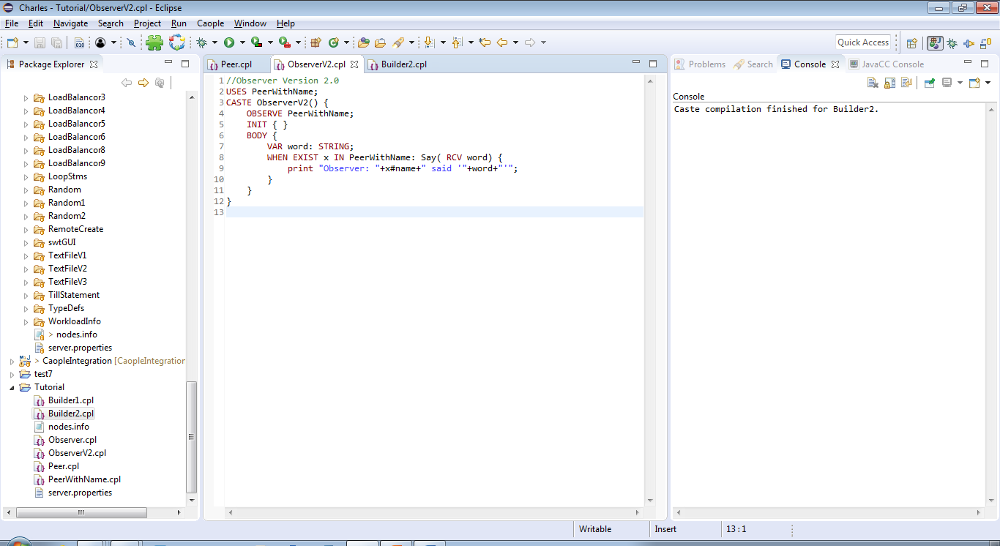 Charles - Tutorial/ObserverV2.cpl - Eclipse
File Edit Navigate Search Project Run Caople Window Help
Quick Access
Package Explorer
LoadBalancor3
LoadBalancor4
LoadBalancor5
LoadBalancor6
LoadBalancor8
LoadBalancor9
LoopStms
Random
Random1
Random2
RemoteCreate
swtGUI
TextFileV1
TextFileV2
TextFileV3
TillStatement
TypeDefs
WorkloadInfo
> nodes.info
server.properties
> CaopleIntegration [CaopleIntegration
test7
Tutorial
Builder1.cpl
Builder2.cpl
nodes.info
Observer.cpl
ObserverV2.cpl
Peer.cpl
PeerWithName.cpl
server.properties
Peer.cpl ObserverV2.cpl Builder2.cpl
1 //Observer Version 2.0
2 USES PeerWithName;
3 CASTE ObserverV2() {
4     OBSERVE PeerWithName;
5     INIT { }
6     BODY {
7         VAR word: STRING;
8         WHEN EXIST x IN PeerWithName: Say( RCV word) {
9             print "Observer: "+x#name+" said '"+word+"'";
10         }
11     }
12 }
13
Problems Search Console JavaCC Console
Console
Caste compilation finished for Builder2.
Writable Insert 13 : 1